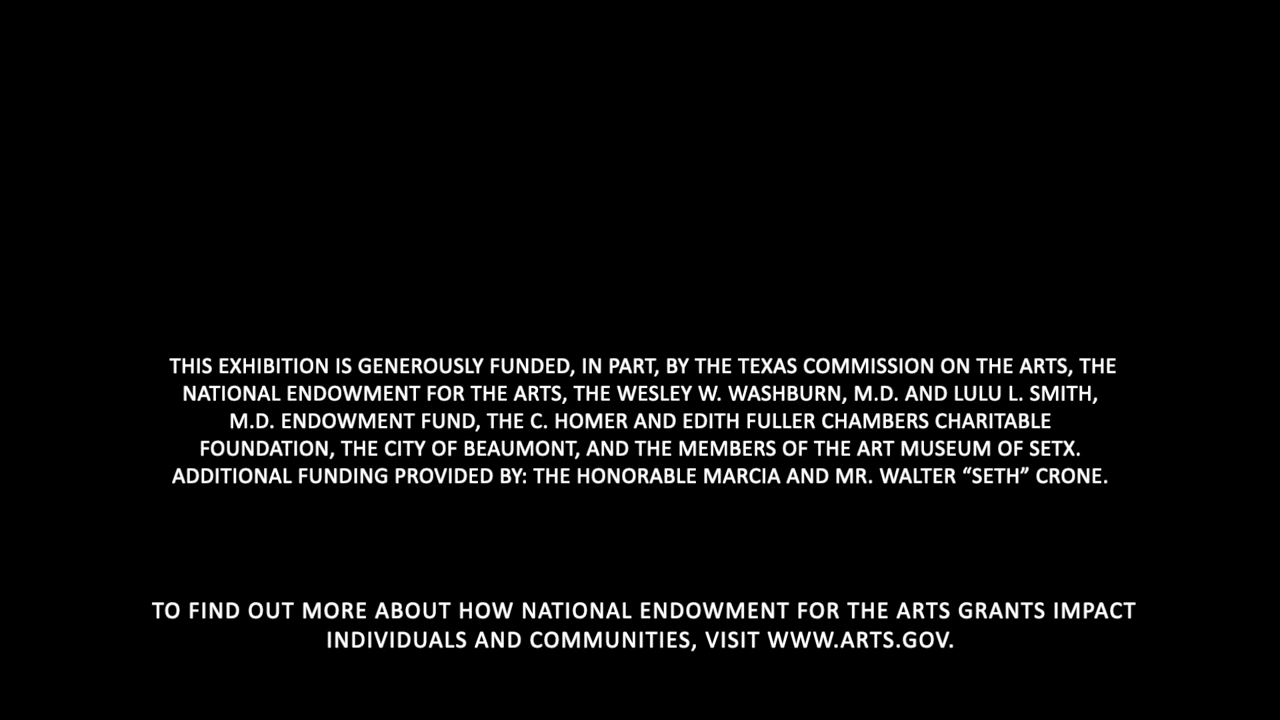 THIS EXHIBITION IS GENEROUSLY FUNDED, IN PART, BY THE TEXAS COMMISSION ON THE ARTS, THE
NATIONAL ENDOWMENT FOR THE ARTS, THE WESLEY W. WASHBURN, M.D. AND LULU L. SMITH,
M.D. ENDOWMENT FUND, THE C. HOMER AND EDITH FULLER CHAMBERS CHARITABLE
FOUNDATION, THE CITY OF BEAUMONT, AND THE MEMBERS OF THE ART MUSEUM OF SETX.
ADDITIONAL FUNDING PROVIDED BY: THE HONORABLE MARCIA AND MR. WALTER “SETH” CRONE.
TO FIND OUT MORE ABOUT HOW NATIONAL ENDOWMENT FOR THE ARTS GRANTS IMPACT
INDIVIDUALS AND COMMUNITIES, VISIT WWW.ARTS.GOV.